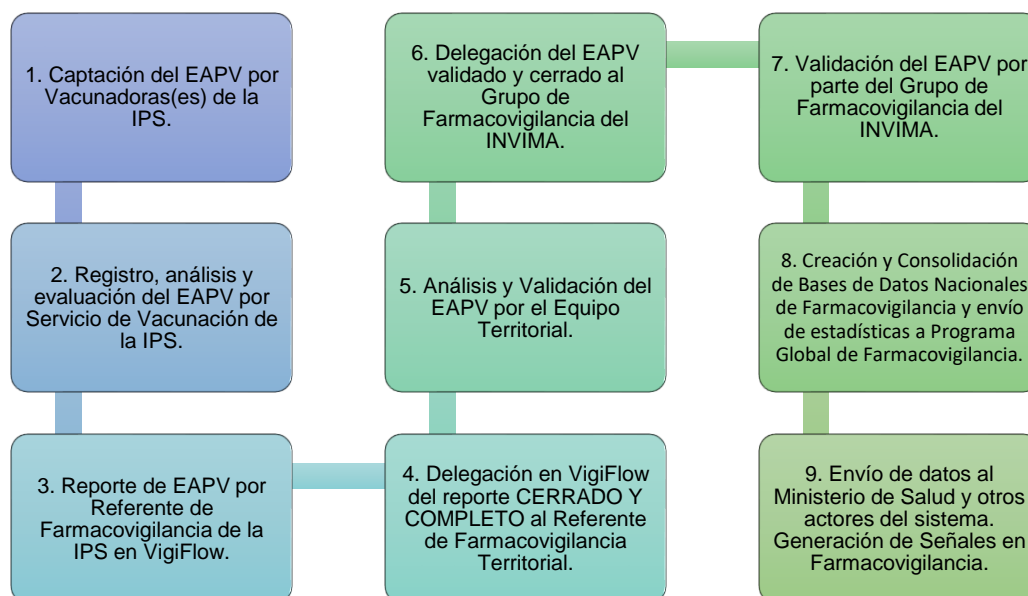 1. Captación del EAPV por
Vacunadoras(es) de la
IPS.
2. Registro, análisis y
evaluación del EAPV por
Servicio de Vacunación de
la IPS.
3. Reporte de EAPV por
Referente de
Farmacovigilancia de la
IPS en VigiFlow.
4. Delegación en VigiFlow
del reporte CERRADO Y
COMPLETO al Referente
de Farmacovigilancia
Territorial.
5. Análisis y Validación del
EAPV por el Equipo
Territorial.
6. Delegación del EAPV
validado y cerrado al
Grupo de
Farmacovigilancia del
INVIMA.
7. Validación del EAPV por
parte del Grupo de
Farmacovigilancia del
INVIMA.
8. Creación y Consolidación
de Bases de Datos Nacionales
de Farmacovigilancia y envío
de estadísticas a Programa
Global de Farmacovigilancia.
9. Envío de datos al
Ministerio de Salud y otros
actores del sistema.
Generación de Señales en
Farmacovigilancia.